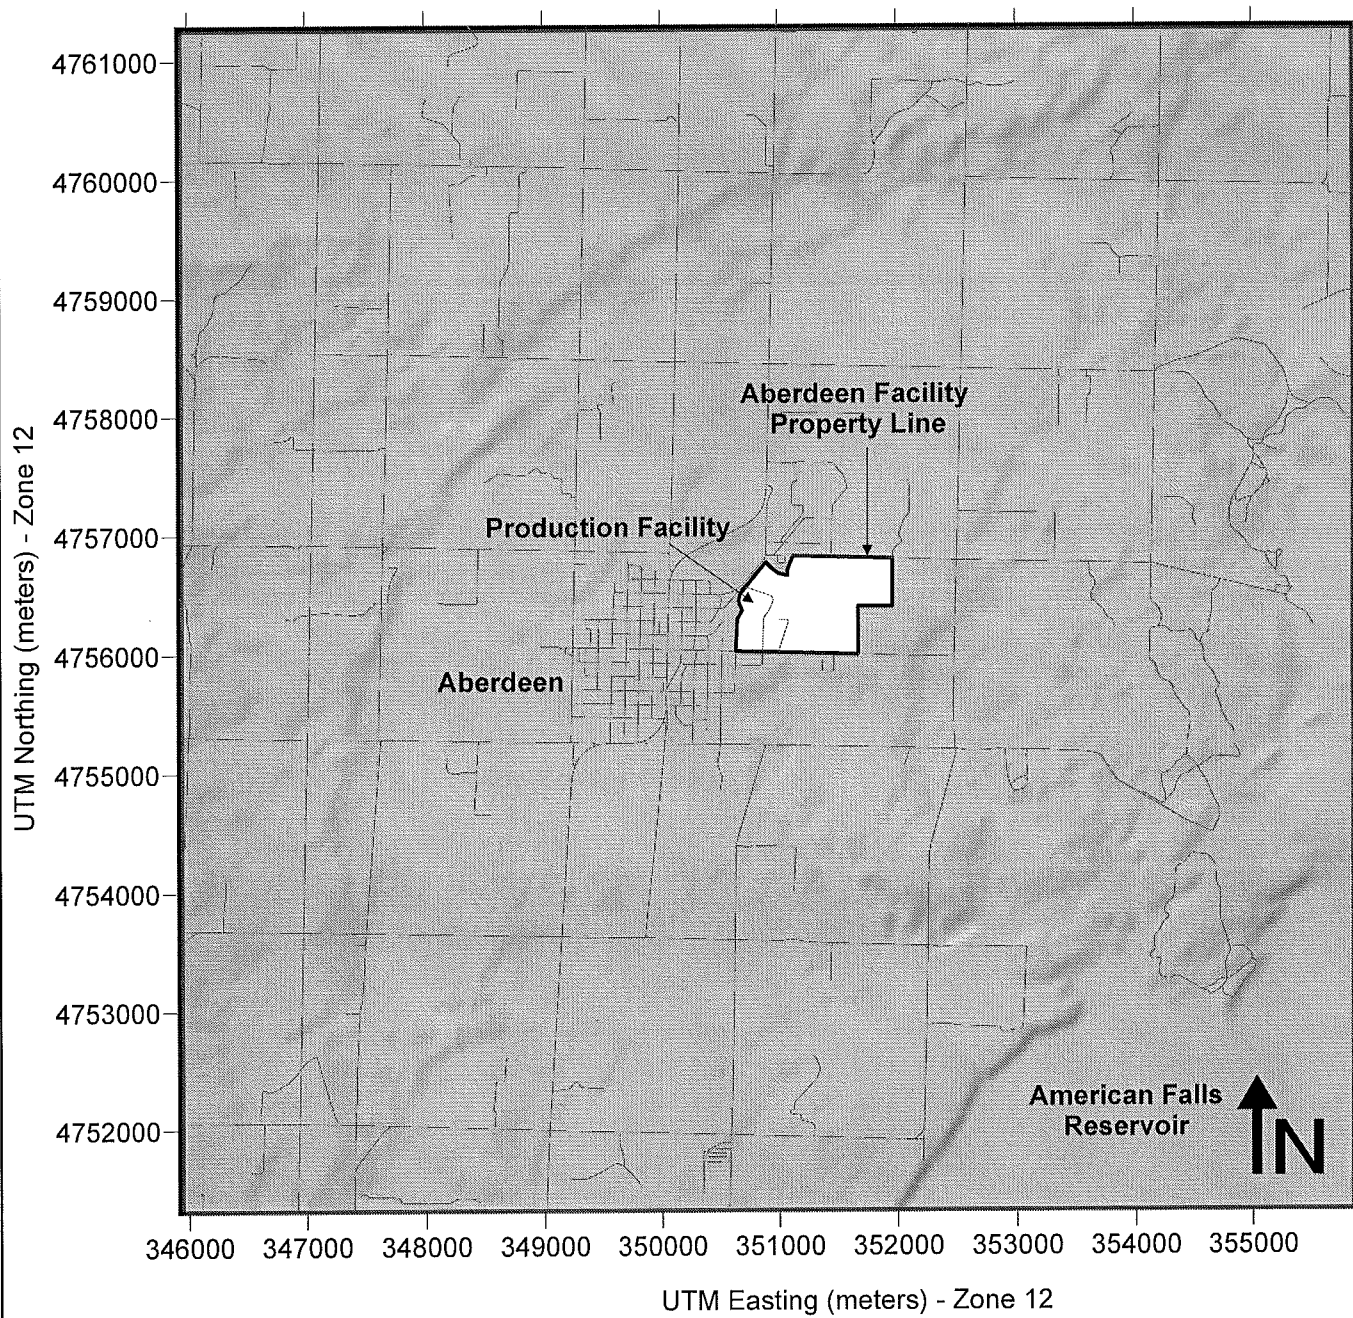 4761000
4760000
4759000
4758000
4757000
4756000
4755000
4754000
4753000
4752000
UTM Northing (meters) - Zone 12
Aberdeen Facility
Property Line
Production Facility
Aberdeen
American Falls
Reservoir
N
346000 347000 348000 349000 350000 351000 352000 353000 354000 355000
UTM Easting (meters) - Zone 12